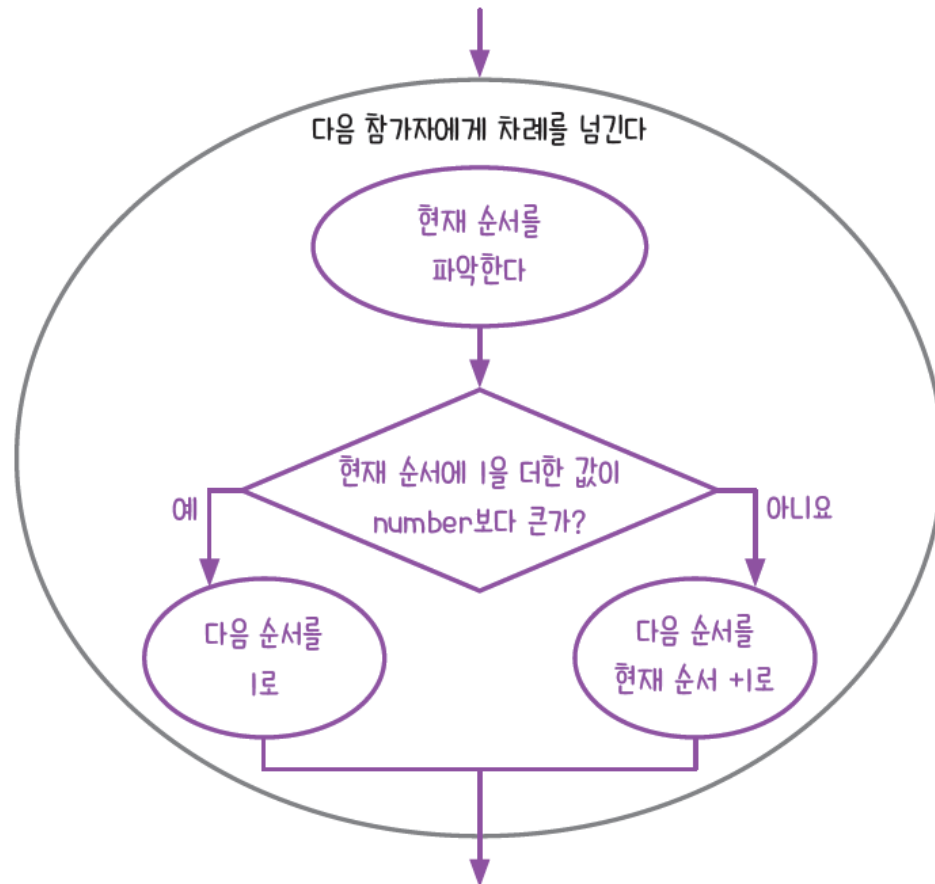 다음 참가자에게 차례를 넘긴다
현재 순서를
파악한다
현재 순서에 1을 더한 값이
number보다 큰가?
예
아니요
다음 순서를
1로
다음 순서를
현재 순서 +1로